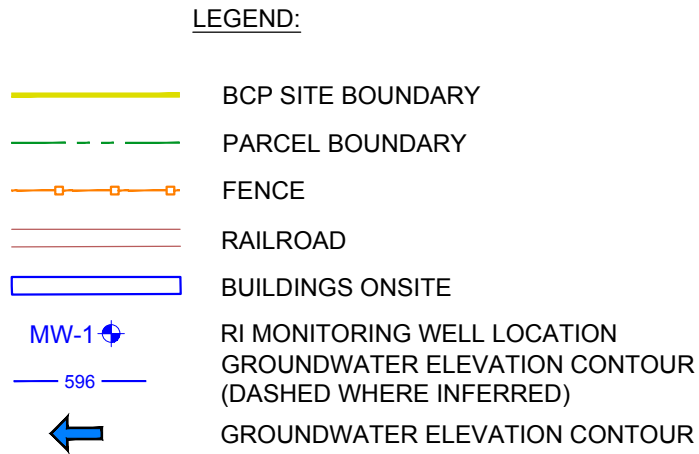 LEGEND:
BCP SITE BOUNDARY
PARCEL BOUNDARY
FENCE
RAILROAD
BUILDINGS ONSITE
MW-1 RI MONITORING WELL LOCATION
596 GROUNDWATER ELEVATION CONTOUR
(DASHED WHERE INFERRED)
GROUNDWATER ELEVATION CONTOUR